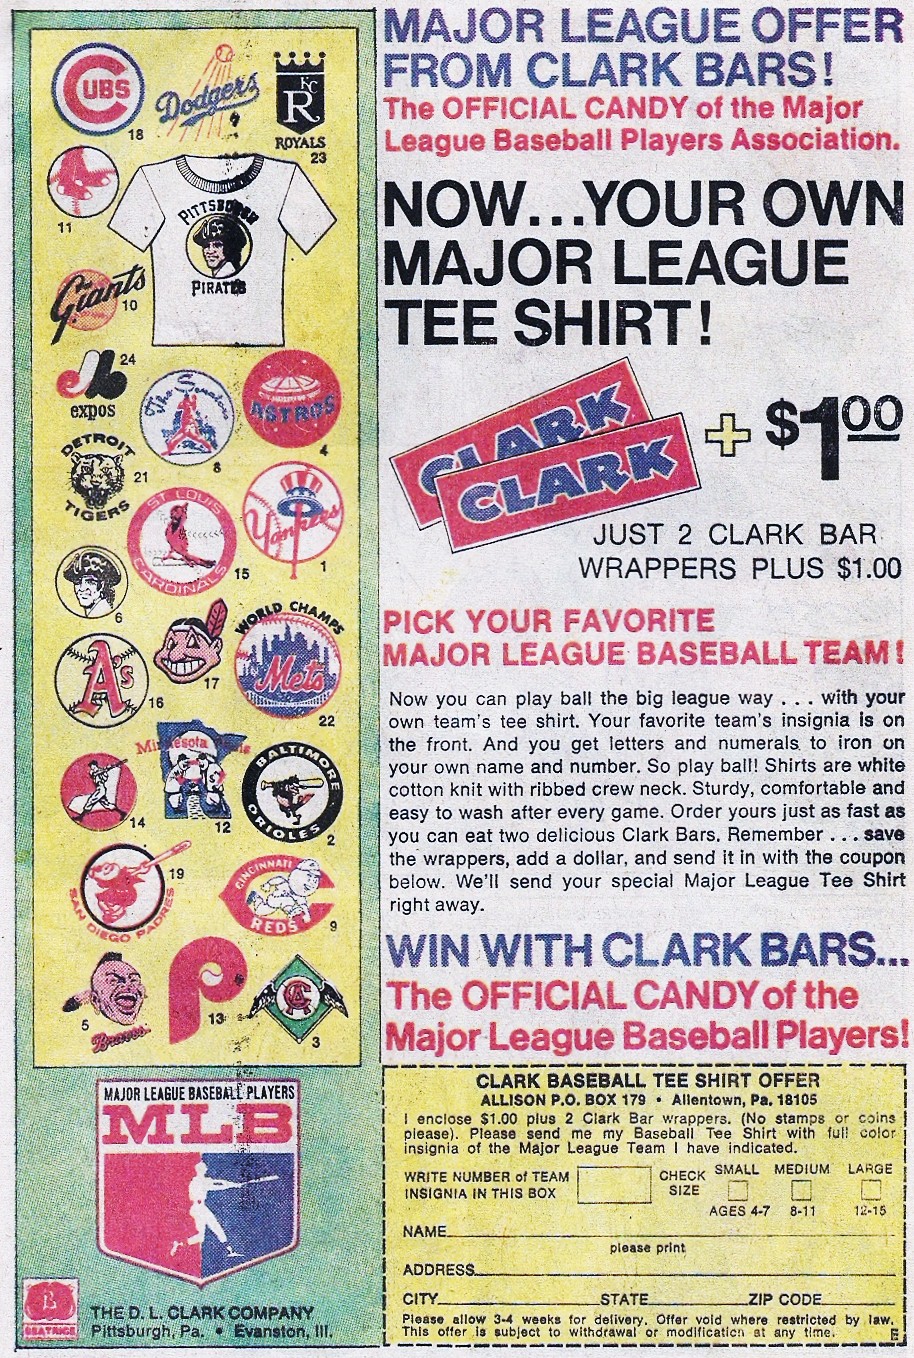 MAJOR LEAGUE OFFER
FROM CLARK BARS!
The OFFICIAL CANDY of the Major
League Baseball Players Association.
NOW...YOUR OWN
MAJOR LEAGUE
TEE SHIRT!
CLARK
CLARK
+ $1.00
JUST 2 CLARK BAR
WRAPPERS PLUS $1.00
PICK YOUR FAVORITE
MAJOR LEAGUE BASEBALL TEAM!
Now you can play ball the big league way . . . with your
own team's tee shirt. Your favorite team's insignia is on
the front. And you get letters and numerals to iron on
your own name and number. So play ball! Shirts are white
cotton knit with ribbed crew neck. Sturdy, comfortable and
easy to wash after every game. Order yours just as fast as
you can eat two delicious Clark Bars. Remember . . . save
the wrappers, add a dollar, and send it in with the coupon
below. We'll send your special Major League Tee Shirt
right away.
WIN WITH CLARK BARS...
The OFFICIAL CANDY of the
Major League Baseball Players!
CUBS
18
Dodgers
7
KC
R
ROYALS
23
11
PITTSBURGH
PIRATES
Giants
10
24
expos
The Senators
8
ASTROS
4
DETROIT
TIGERS
21
ST LOUIS
CARDINALS
15
Yankees
1
6
17
WORLD CHAMPS
Mets
22
A's
16
14
Minnesota Twins
12
BALTIMORE
ORIOLES
2
SAN DIEGO PADRES
19
CINCINNATI
REDS
9
5
Braves
P
13
CA
3
MAJOR LEAGUE BASEBALL PLAYERS
MLB
B
BEATRICE
THE D. L. CLARK COMPANY
Pittsburgh, Pa. • Evanston, Ill.
CLARK BASEBALL TEE SHIRT OFFER
ALLISON P.O. BOX 179 • Allentown, Pa. 18105
I enclose $1.00 plus 2 Clark Bar wrappers. (No stamps or coins
please). Please send me my Baseball Tee Shirt with full color
insignia of the Major League Team I have indicated.
WRITE NUMBER of TEAM
INSIGNIA IN THIS BOX
CHECK
SIZE
SMALL MEDIUM LARGE
AGES 4-7 8-11 12-15
NAME
please print
ADDRESS
CITY STATE ZIP CODE
Please allow 3-4 weeks for delivery. Offer void where restricted by law.
This offer is subject to withdrawal or modification at any time.
E